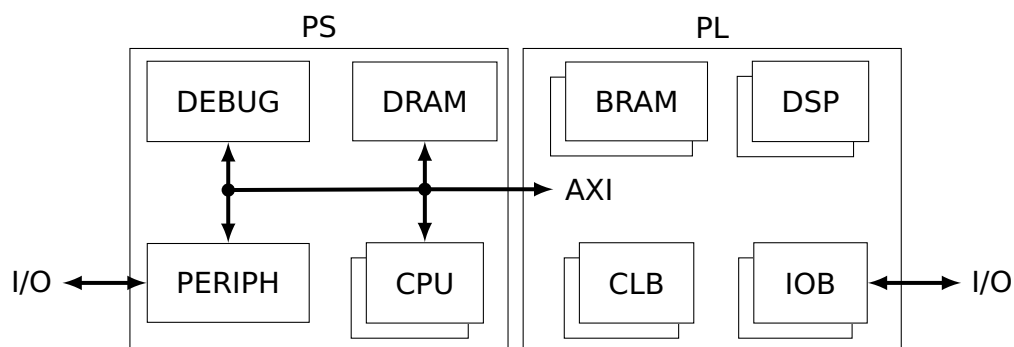 PS
PL
DEBUG
DRAM
BRAM
DSP
AXI
I/O
PERIPH
CPU
CLB
IOB
I/O